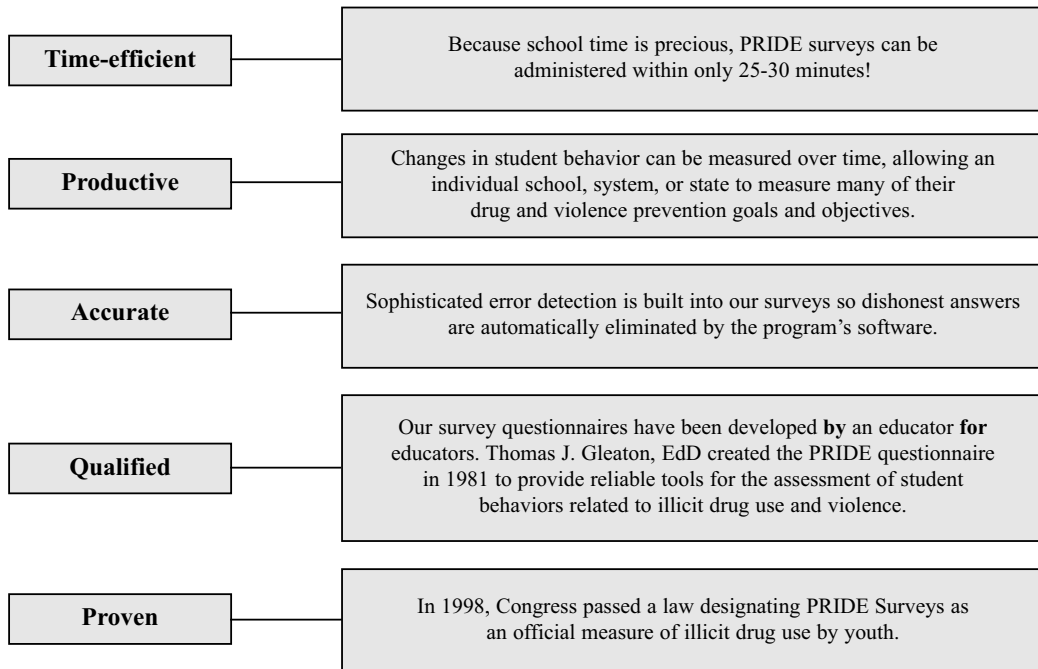 Time-efficient
Because school time is precious, PRIDE surveys can be
administered within only 25-30 minutes!
Productive
Changes in student behavior can be measured over time, allowing an
individual school, system, or state to measure many of their
drug and violence prevention goals and objectives.
Accurate
Sophisticated error detection is built into our surveys so dishonest answers
are automatically eliminated by the program’s software.
Qualified
Our survey questionnaires have been developed by an educator for
educators. Thomas J. Gleaton, EdD created the PRIDE questionnaire
in 1981 to provide reliable tools for the assessment of student
behaviors related to illicit drug use and violence.
Proven
In 1998, Congress passed a law designating PRIDE Surveys as
an official measure of illicit drug use by youth.